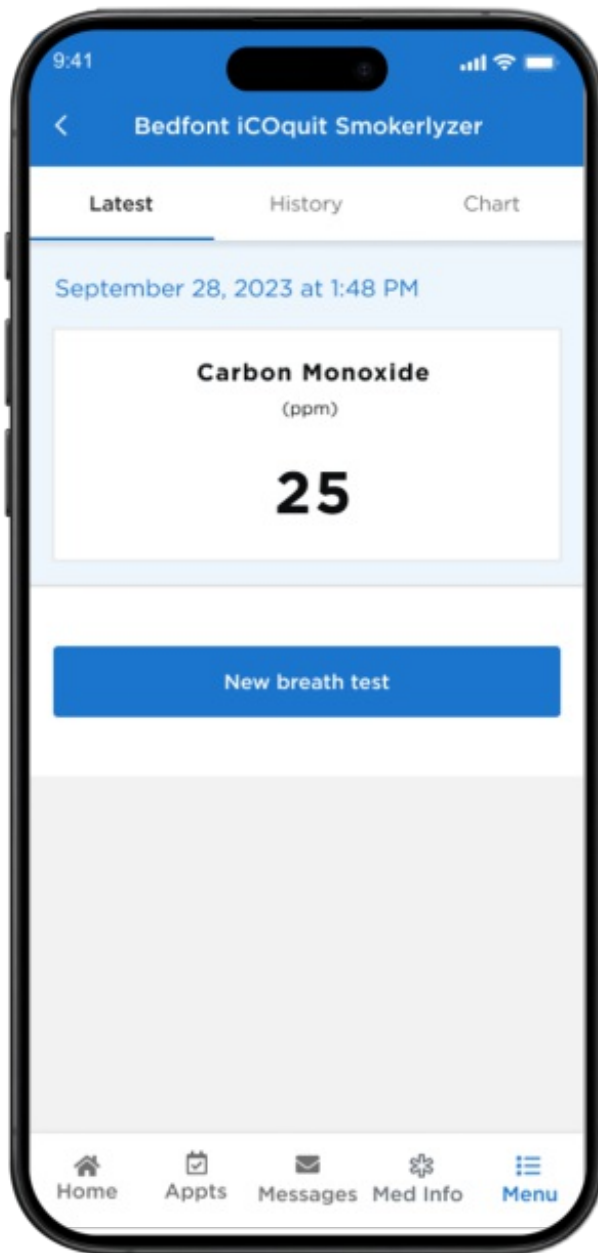 9:41
Bedfont iCOquit Smokerlyzer
Latest History Chart
September 28, 2023 at 1:48 PM
Carbon Monoxide
(ppm)
25
New breath test
Home Appts Messages Med Info Menu